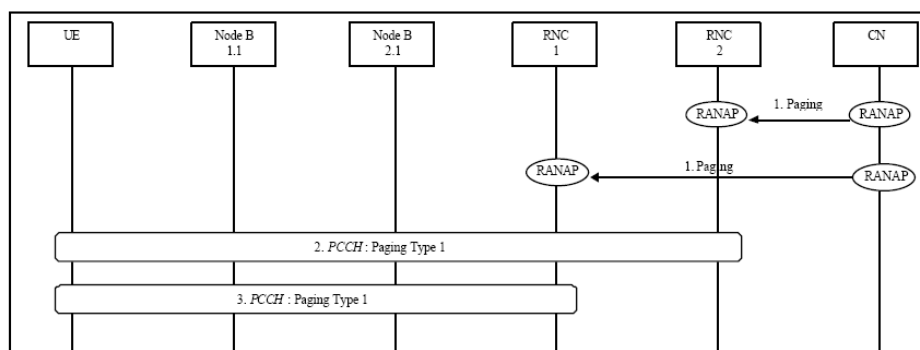 UE
Node B
1.1
Node B
2.1
RNC
1
RNC
2
CN
RANAP
1. Paging
RANAP
RANAP
1. Paging
RANAP
2. PCCH : Paging Type 1
3. PCCH : Paging Type 1